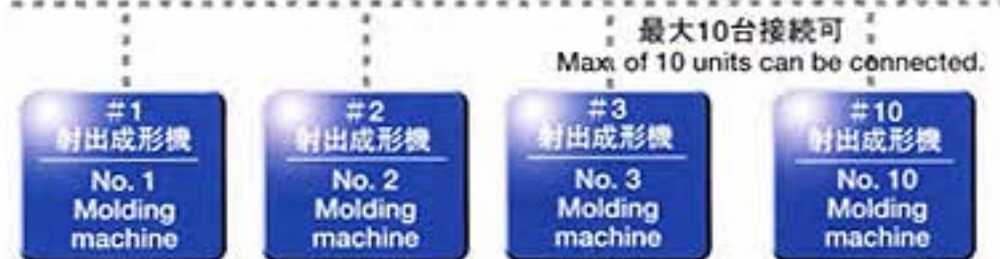 最大10台接続可
Max. of 10 units can be connected.
#1
射出成形機
No. 1
Molding
machine
#2
射出成形機
No. 2
Molding
machine
#3
射出成形機
No. 3
Molding
machine
#10
射出成形機
No. 10
Molding
machine